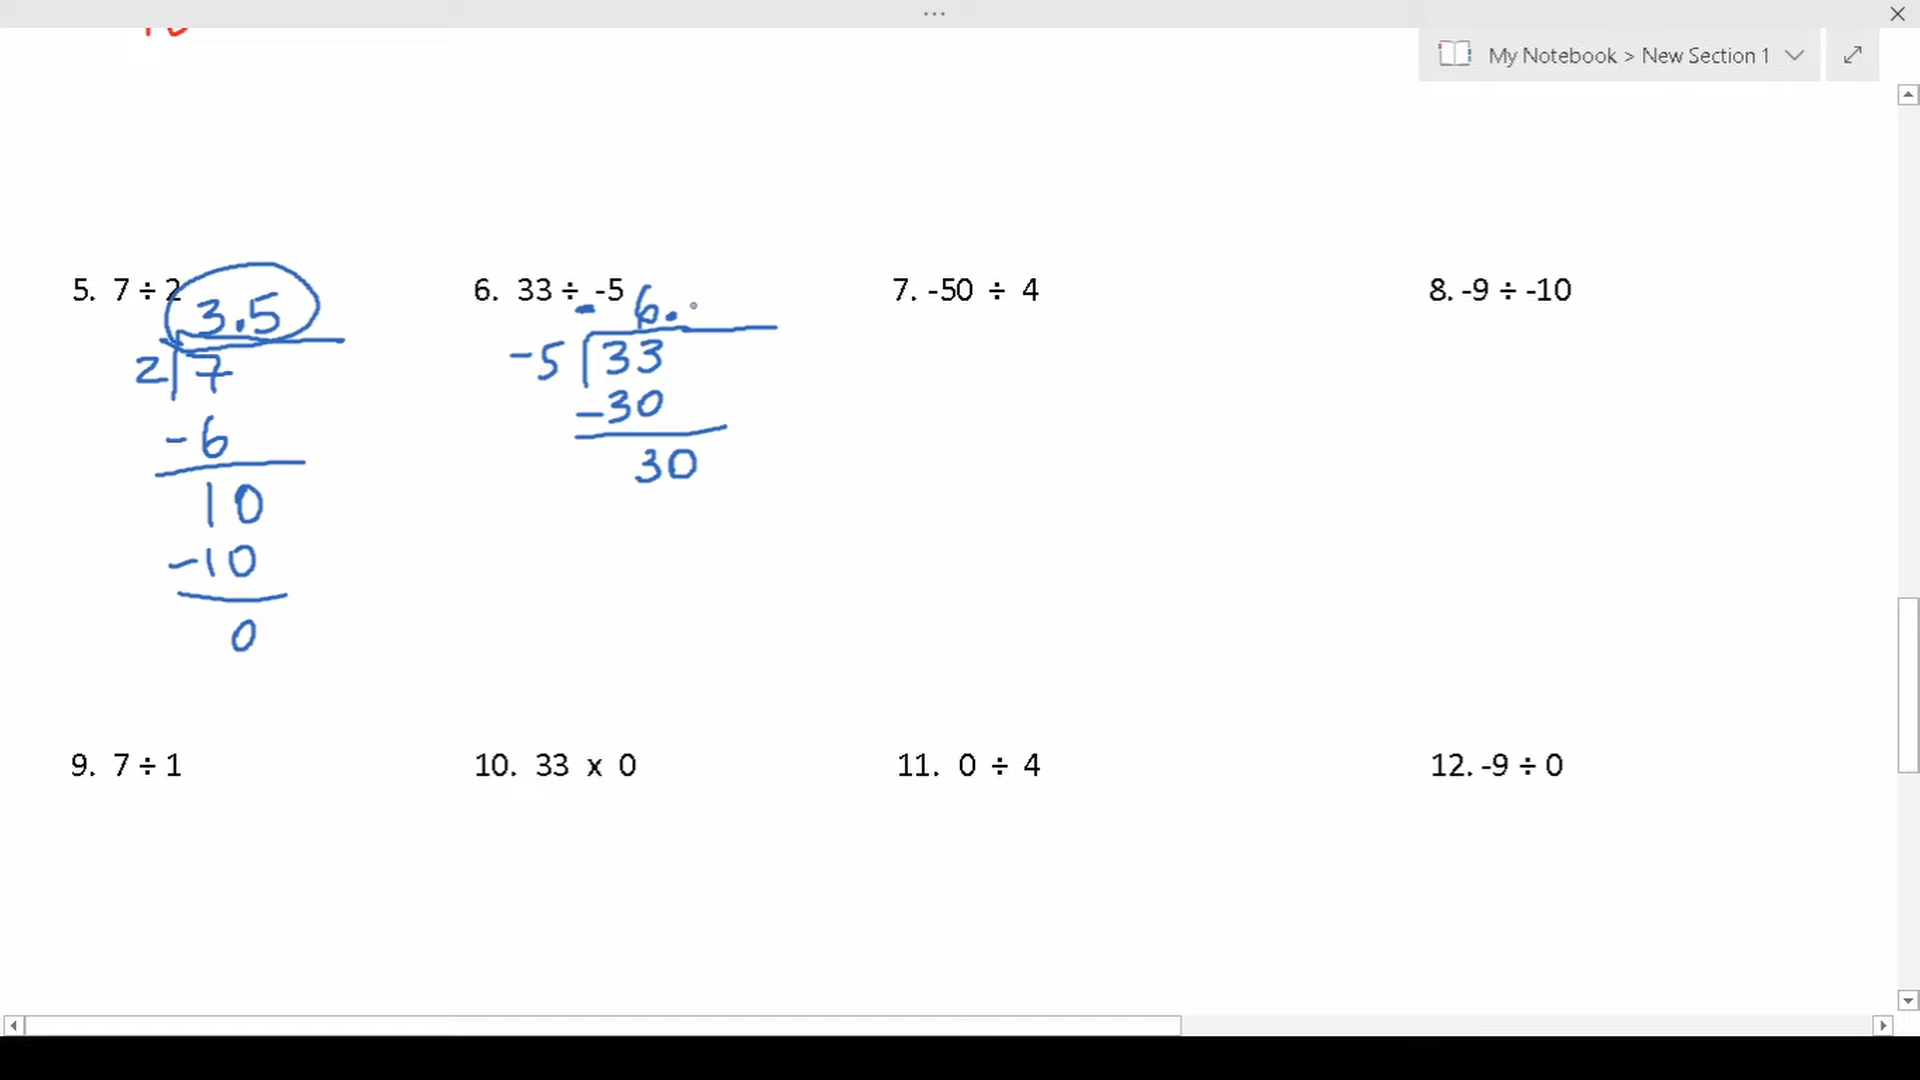 My Notebook > New Section 1
5. 7 ÷ 2
3.5
2 7
-6
10
-10
0
6. 33 ÷ -5
- 6.
-5 33
-30
30
7. -50 ÷ 4
8. -9 ÷ -10
9. 7 ÷ 1
10. 33 x 0
11. 0 ÷ 4
12. -9 ÷ 0